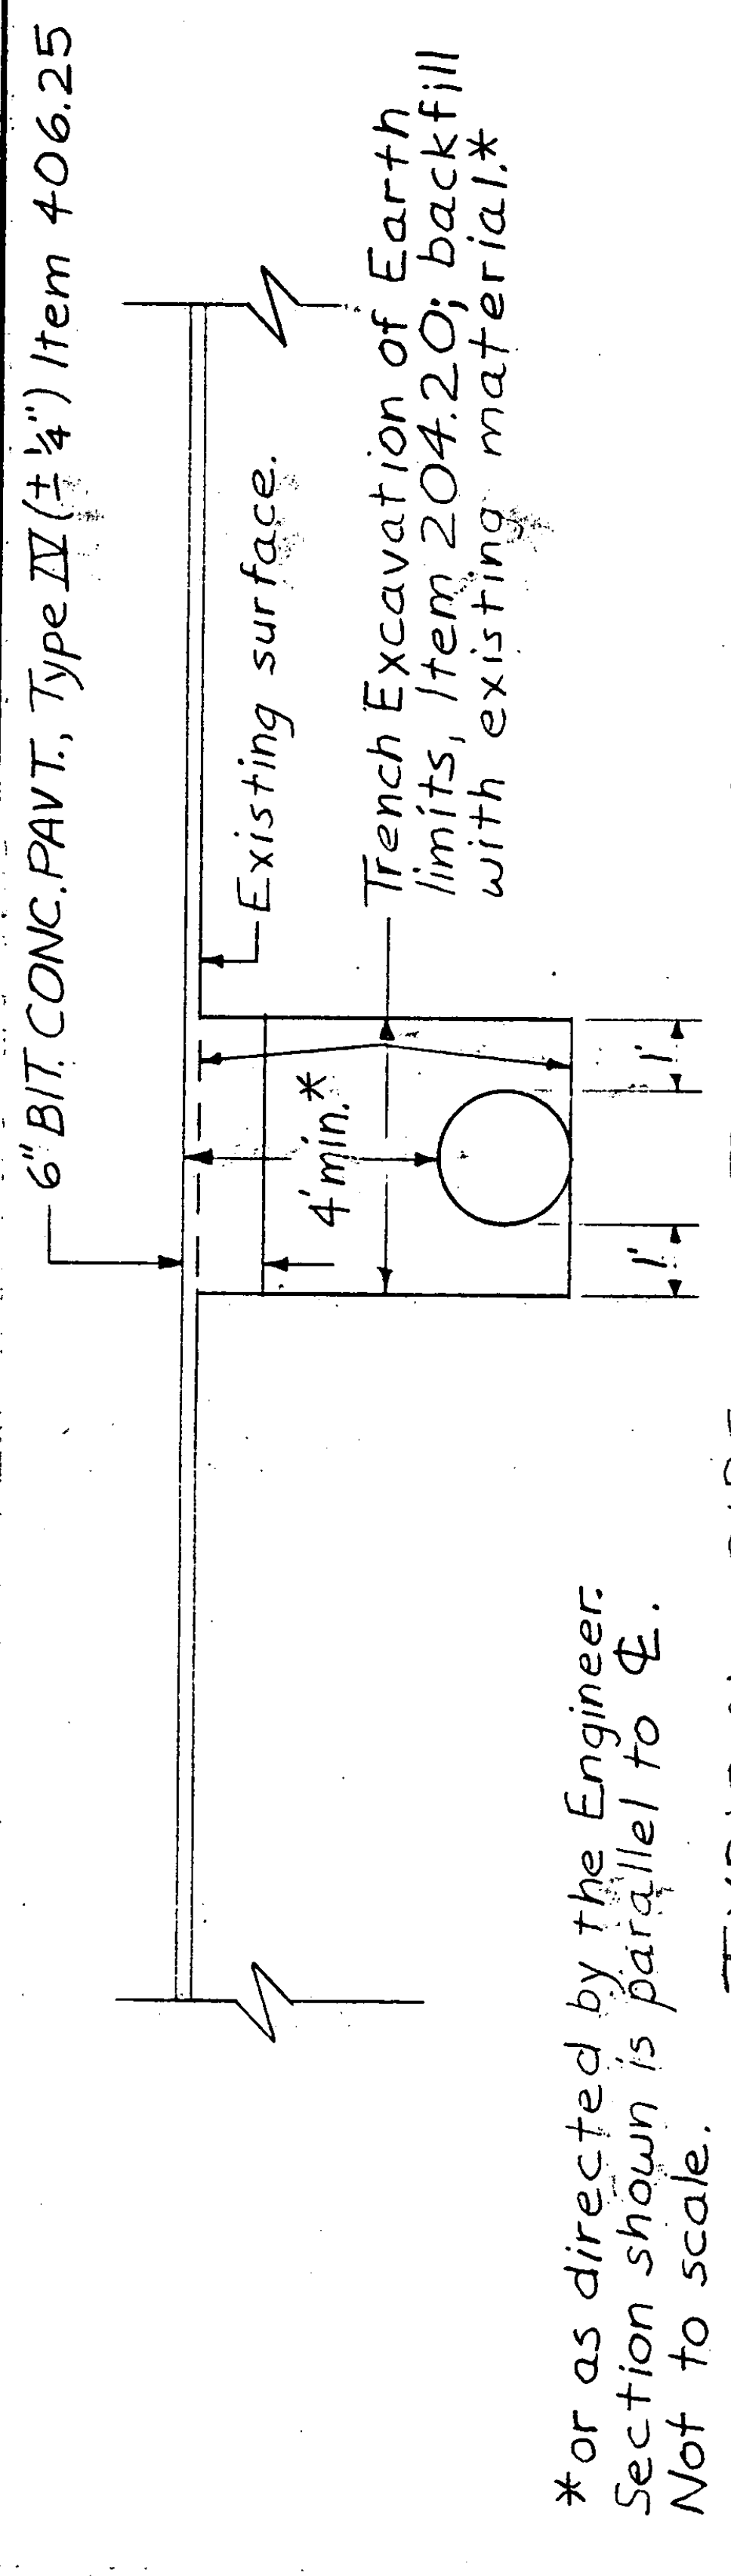 6" BIT. CONC. PAVT., Type IV (± ¼") Item 406.25
Existing surface.
Trench Excavation of Earth
limits, Item 204.20; backfill
with existing material.*
4' min.*
1'
1'
*or as directed by the Engineer.
Section shown is parallel to ℄.
Not to scale.